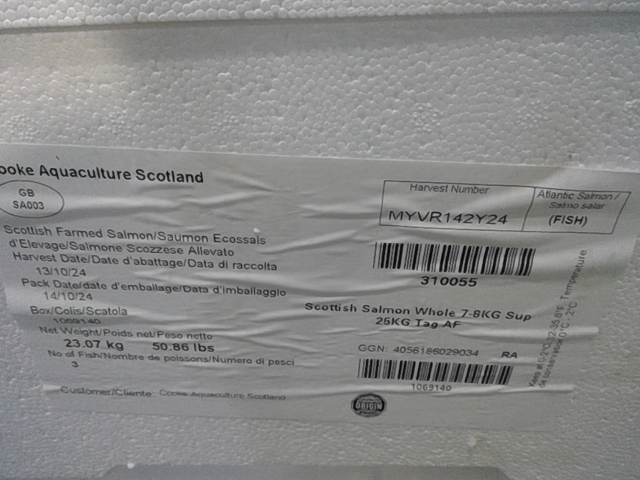 ooke Aquaculture Scotland
GB
SA003
Harvest Number
MYVR142Y24
Atlantic Salmon /
Salmo salar
(FISH)
Scottish Farmed Salmon/Saumon Ecossais
d'Elevage/Salmone Scozzese Allevato
Harvest Date/Date d'abattage/Data di raccolta
13/10/24
Pack Date/date d'emballage/Data d'imballaggio
14/10/24
Box/Colis/Scatola
1069140
Net Weight/Poids net/Peso netto
23.07 kg 50.86 lbs
No of Fish/Nombre de poissons/Numero di pesci
3
Customer/Cliente: Cooke Aquaculture Scotland
310055
Scottish Salmon Whole 7-8KG Sup
25KG Tag AF
GGN: 4056186029034 RA
1069140
ORIGIN
Temperature